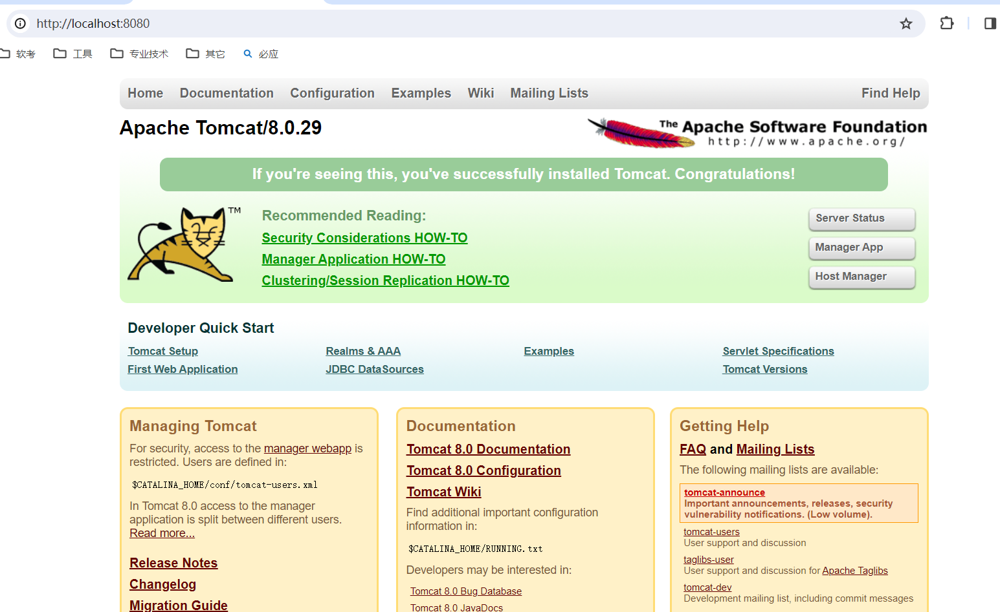 http://localhost:8080
软考 工具 专业技术 其它 必应
Home Documentation Configuration Examples Wiki Mailing Lists Find Help
Apache Tomcat/8.0.29
The Apache Software Foundation
http://www.apache.org/
If you're seeing this, you've successfully installed Tomcat. Congratulations!
TM
Recommended Reading:
Security Considerations HOW-TO
Manager Application HOW-TO
Clustering/Session Replication HOW-TO
Server Status
Manager App
Host Manager
Developer Quick Start
Tomcat Setup
First Web Application
Realms & AAA
JDBC DataSources
Examples
Servlet Specifications
Tomcat Versions
Managing Tomcat
For security, access to the manager webapp is
restricted. Users are defined in:
$CATALINA_HOME/conf/tomcat-users.xml
In Tomcat 8.0 access to the manager
application is split between different users.
Read more...
Release Notes
Changelog
Migration Guide
Documentation
Tomcat 8.0 Documentation
Tomcat 8.0 Configuration
Tomcat Wiki
Find additional important configuration
information in:
$CATALINA_HOME/RUNNING.txt
Developers may be interested in:
Tomcat 8.0 Bug Database
Tomcat 8.0 JavaDocs
Getting Help
FAQ and Mailing Lists
The following mailing lists are available:
tomcat-announce
Important announcements, releases, security
vulnerability notifications. (Low volume).
tomcat-users
User support and discussion
taglibs-user
User support and discussion for Apache Taglibs
tomcat-dev
Development mailing list, including commit messages